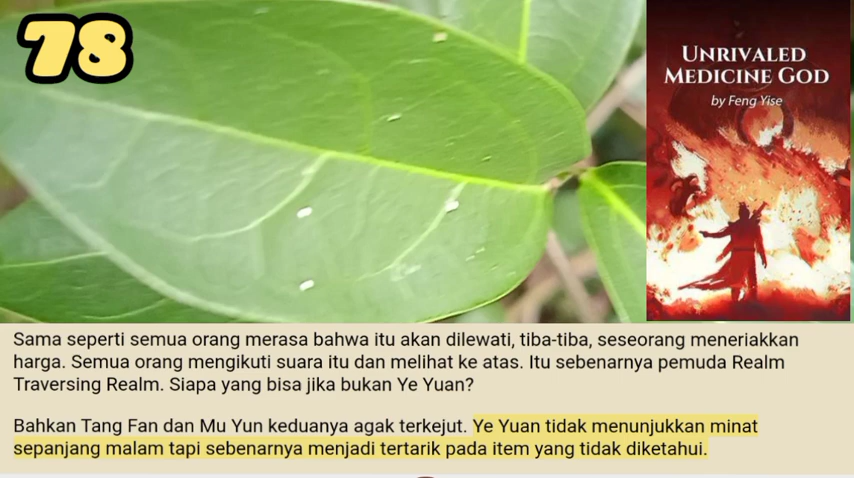 78
UNRIVALED
MEDICINE GOD
by Feng Yise
Sama seperti semua orang merasa bahwa itu akan dilewati, tiba-tiba, seseorang meneriakkan
harga. Semua orang mengikuti suara itu dan melihat ke atas. Itu sebenarnya pemuda Realm
Traversing Realm. Siapa yang bisa jika bukan Ye Yuan?
Bahkan Tang Fan dan Mu Yun keduanya agak terkejut. Ye Yuan tidak menunjukkan minat
sepanjang malam tapi sebenarnya menjadi tertarik pada item yang tidak diketahui.